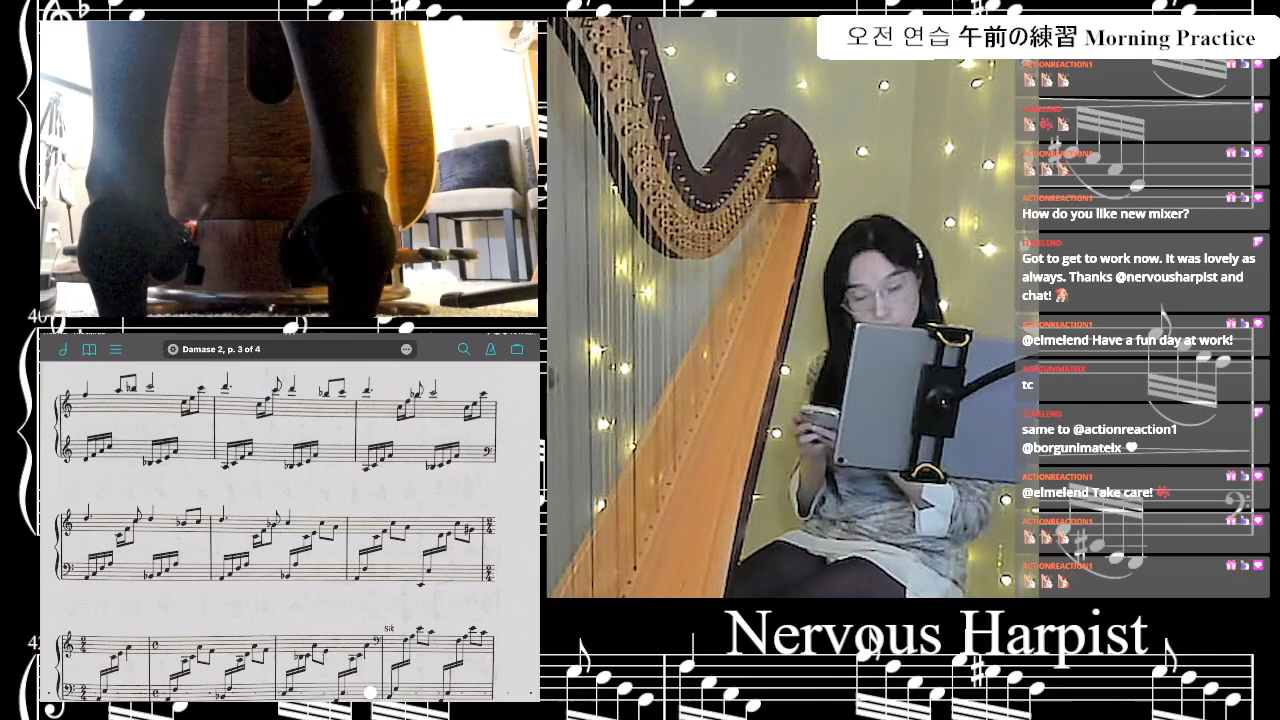 오전 연습 午前の練習 Morning Practice
Damase 2, p. 3 of 4
ACTIONREACTION1
ELMELEND
ACTIONREACTION1
ACTIONREACTION1
How do you like new mixer?
ELMELEND
Got to get to work now. It was lovely as
always. Thanks @nervousharpist and
chat!
ACTIONREACTION1
@elmelend Have a fun day at work!
BORGUNIMATEIX
tc
ELMELEND
same to @actionreaction1
@borgunimateix
ACTIONREACTION1
@elmelend Take care!
ACTIONREACTION1
ACTIONREACTION1
Nervous Harpist